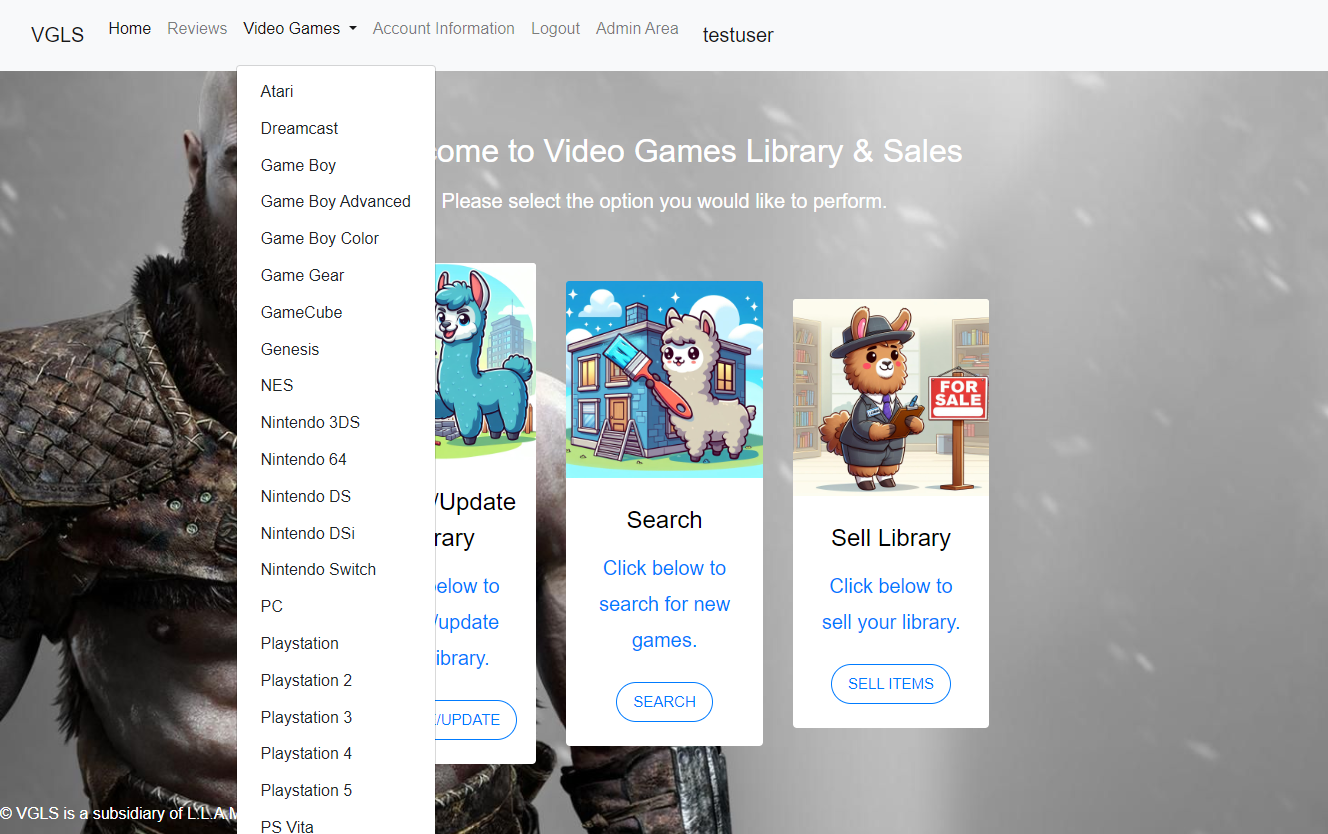 VGLS Home Reviews Video Games Account Information Logout Admin Area testuser
Atari
Dreamcast
Game Boy
Game Boy Advanced
Game Boy Color
Game Gear
GameCube
Genesis
NES
Nintendo 3DS
Nintendo 64
Nintendo DS
Nintendo DSi
Nintendo Switch
PC
Playstation
Playstation 2
Playstation 3
Playstation 4
Playstation 5
PS Vita
to Video Games Library & Sales
Please select the option you would like to perform.
/Update
to
/update
/UPDATE
Search
Click below to
search for new
games.
SEARCH
FOR
SALE
Sell Library
Click below to
sell your library.
SELL ITEMS
© VGLS is a subsidiary of L.L.A.M